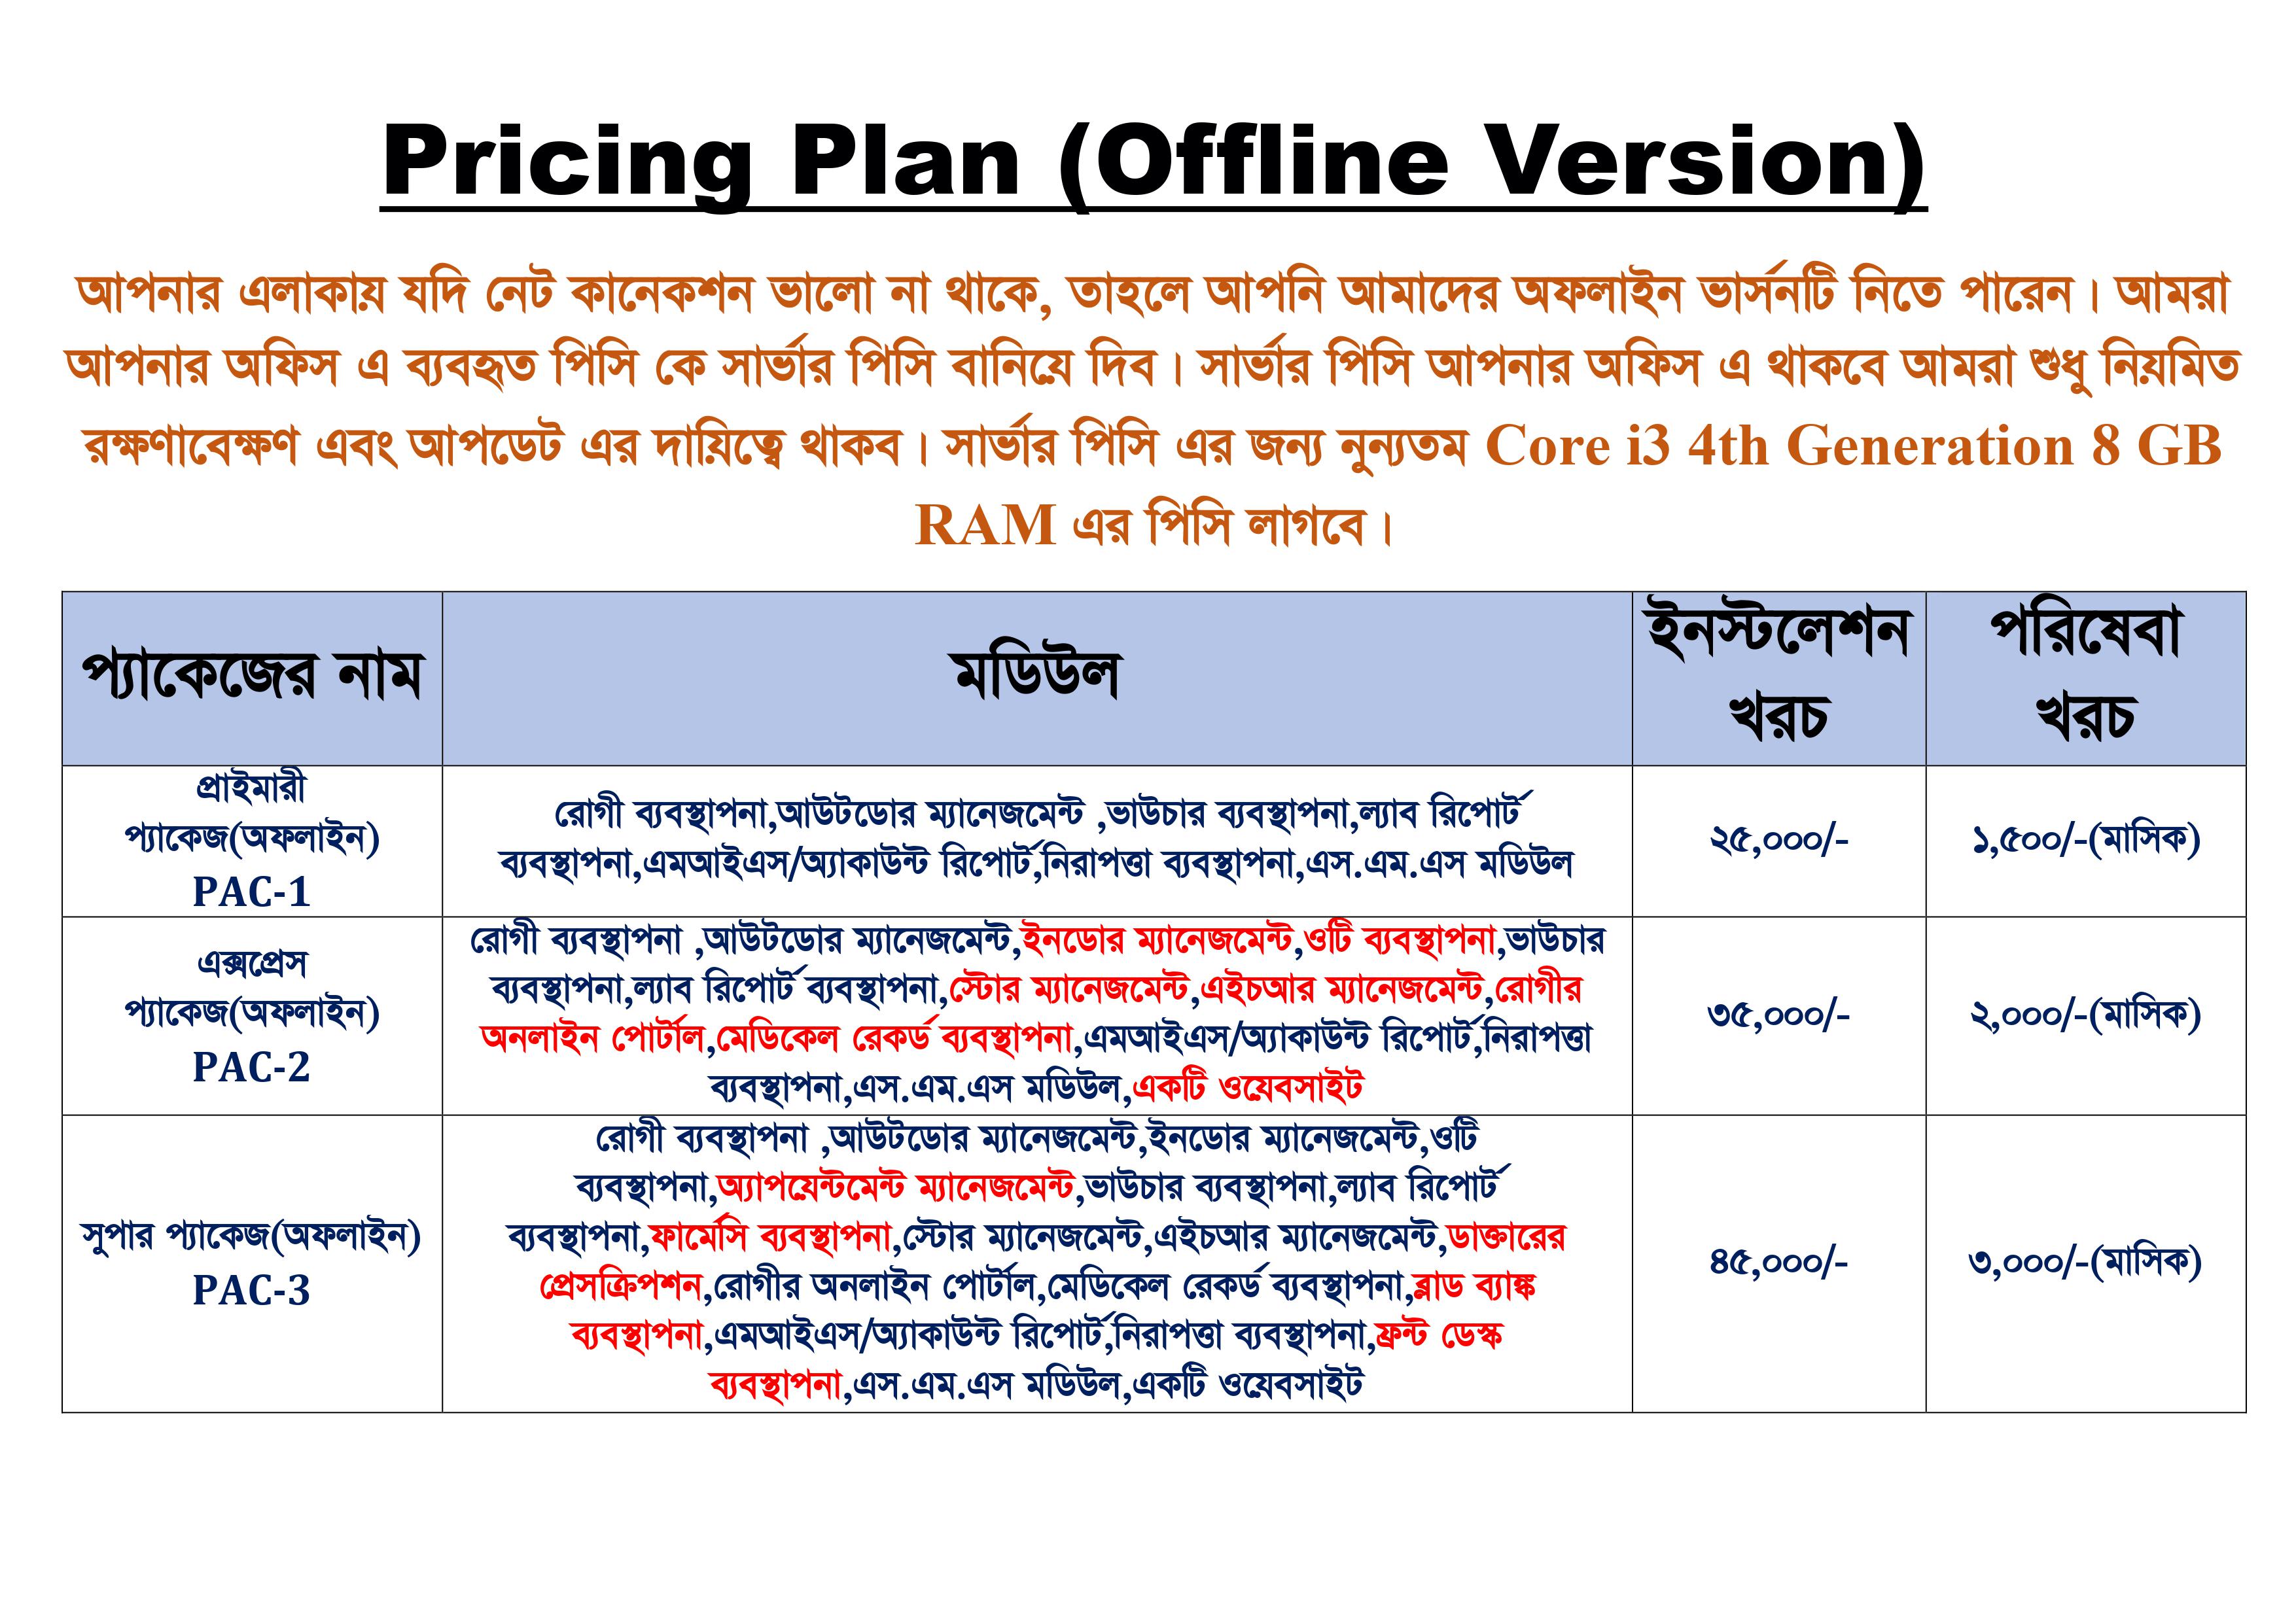 Pricing Plan (Offline Version)
আপনার এলাকায় যদি নেট কানেকশন ভালো না থাকে, তাহলে আপনি আমাদের অফলাইন ভার্সনটি নিতে পারেন। আমরা
আপনার অফিস এ ব্যবহৃত পিসি কে সার্ভার পিসি বানিয়ে দিব। সার্ভার পিসি আপনার অফিস এ থাকবে আমরা শুধু নিয়মিত
রক্ষণাবেক্ষণ এবং আপডেট এর দায়িত্বে থাকব। সার্ভার পিসি এর জন্য নুন্যতম Core i3 4th Generation 8 GB
RAM এর পিসি লাগবে।
প্যাকেজের নাম
মডিউল
ইনস্টলেশন
খরচ
পরিষেবা
খরচ
প্রাইমারী
প্যাকেজ(অফলাইন)
PAC-1
রোগী ব্যবস্থাপনা,আউটডোর ম্যানেজমেন্ট ,ভাউচার ব্যবস্থাপনা,ল্যাব রিপোর্ট
ব্যবস্থাপনা,এমআইএস/অ্যাকাউন্ট রিপোর্ট,নিরাপত্তা ব্যবস্থাপনা,এস.এম.এস মডিউল
২৫,০০০/-
১,৫০০/-(মাসিক)
এক্সপ্রেস
প্যাকেজ(অফলাইন)
PAC-2
রোগী ব্যবস্থাপনা ,আউটডোর ম্যানেজমেন্ট,ইনডোর ম্যানেজমেন্ট,ওটি ব্যবস্থাপনা,ভাউচার
ব্যবস্থাপনা,ল্যাব রিপোর্ট ব্যবস্থাপনা,স্টোর ম্যানেজমেন্ট,এইচআর ম্যানেজমেন্ট,রোগীর
অনলাইন পোর্টাল,মেডিকেল রেকর্ড ব্যবস্থাপনা,এমআইএস/অ্যাকাউন্ট রিপোর্ট,নিরাপত্তা
ব্যবস্থাপনা,এস.এম.এস মডিউল,একটি ওয়েবসাইট
৩৫,০০০/-
২,০০০/-(মাসিক)
সুপার প্যাকেজ(অফলাইন)
PAC-3
রোগী ব্যবস্থাপনা ,আউটডোর ম্যানেজমেন্ট,ইনডোর ম্যানেজমেন্ট,ওটি
ব্যবস্থাপনা,অ্যাপয়েন্টমেন্ট ম্যানেজমেন্ট,ভাউচার ব্যবস্থাপনা,ল্যাব রিপোর্ট
ব্যবস্থাপনা,ফার্মেসি ব্যবস্থাপনা,স্টোর ম্যানেজমেন্ট,এইচআর ম্যানেজমেন্ট,ডাক্তারের
প্রেসক্রিপশন,রোগীর অনলাইন পোর্টাল,মেডিকেল রেকর্ড ব্যবস্থাপনা,ব্লাড ব্যাঙ্ক
ব্যবস্থাপনা,এমআইএস/অ্যাকাউন্ট রিপোর্ট,নিরাপত্তা ব্যবস্থাপনা,ফ্রন্ট ডেস্ক
ব্যবস্থাপনা,এস.এম.এস মডিউল,একটি ওয়েবসাইট
৪৫,০০০/-
৩,০০০/-(মাসিক)